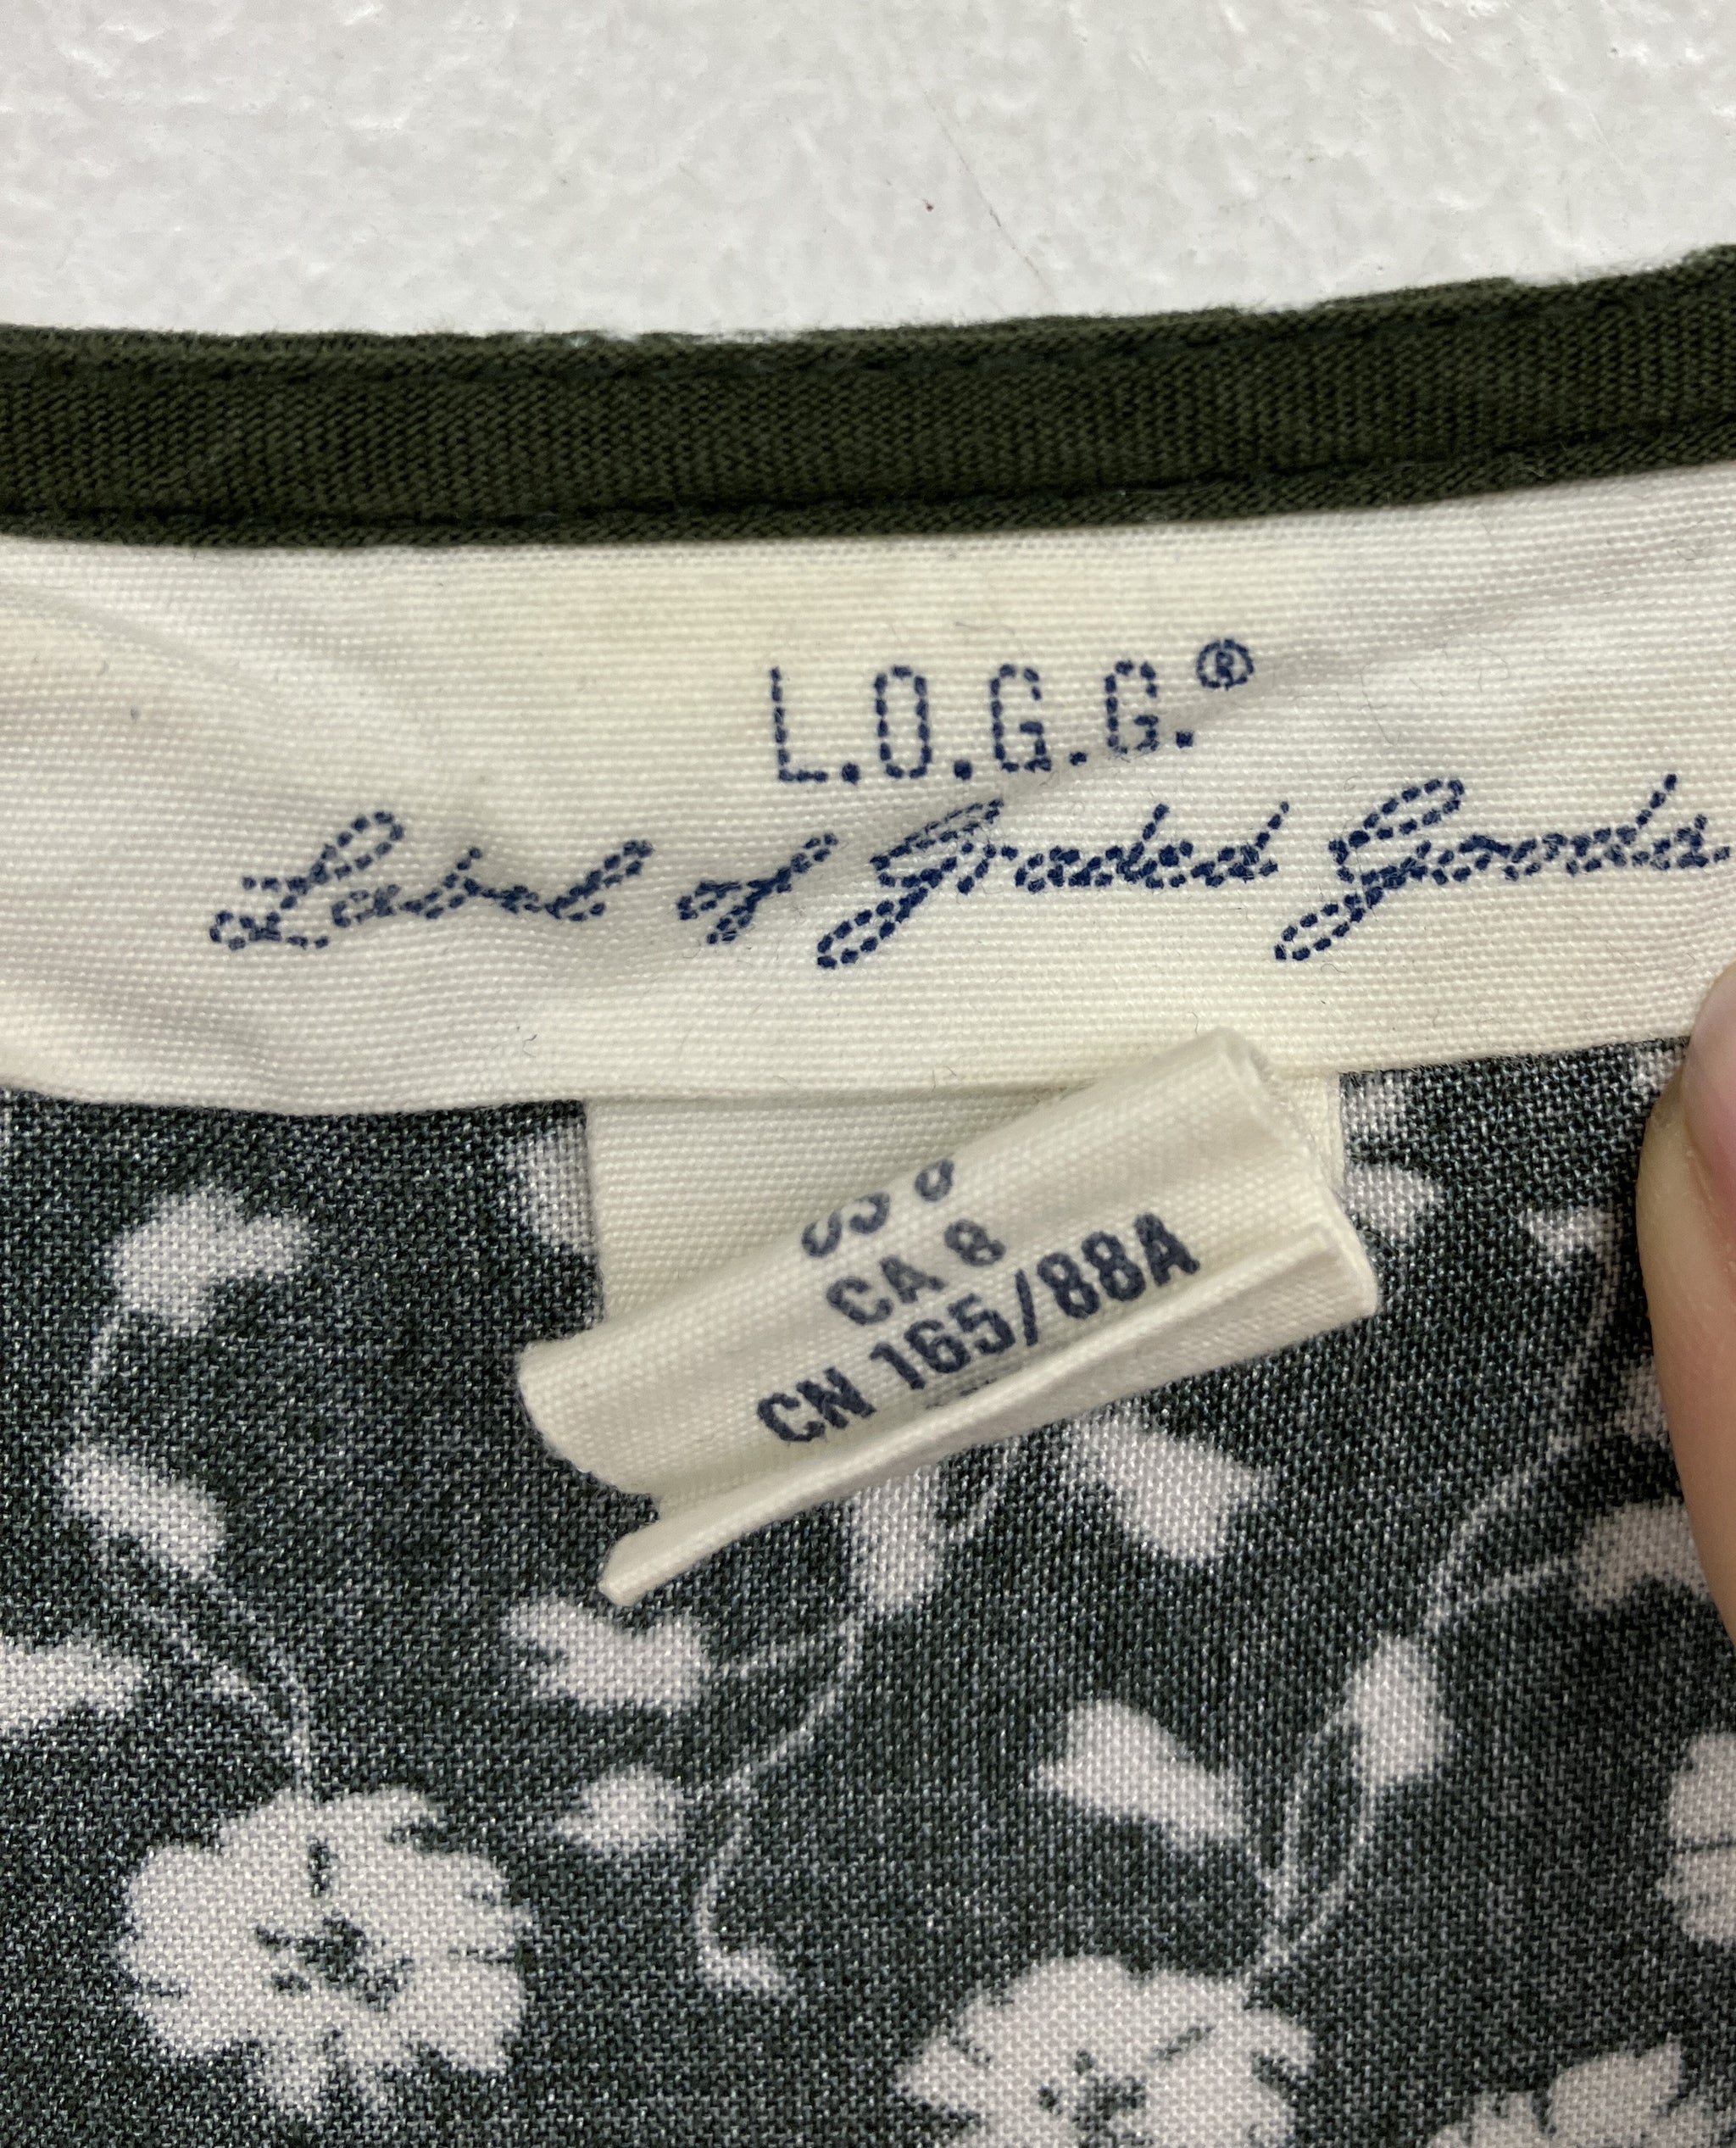 L.O.G.G.®
Label of Graded Goods.
CA 8
CN 165/88A